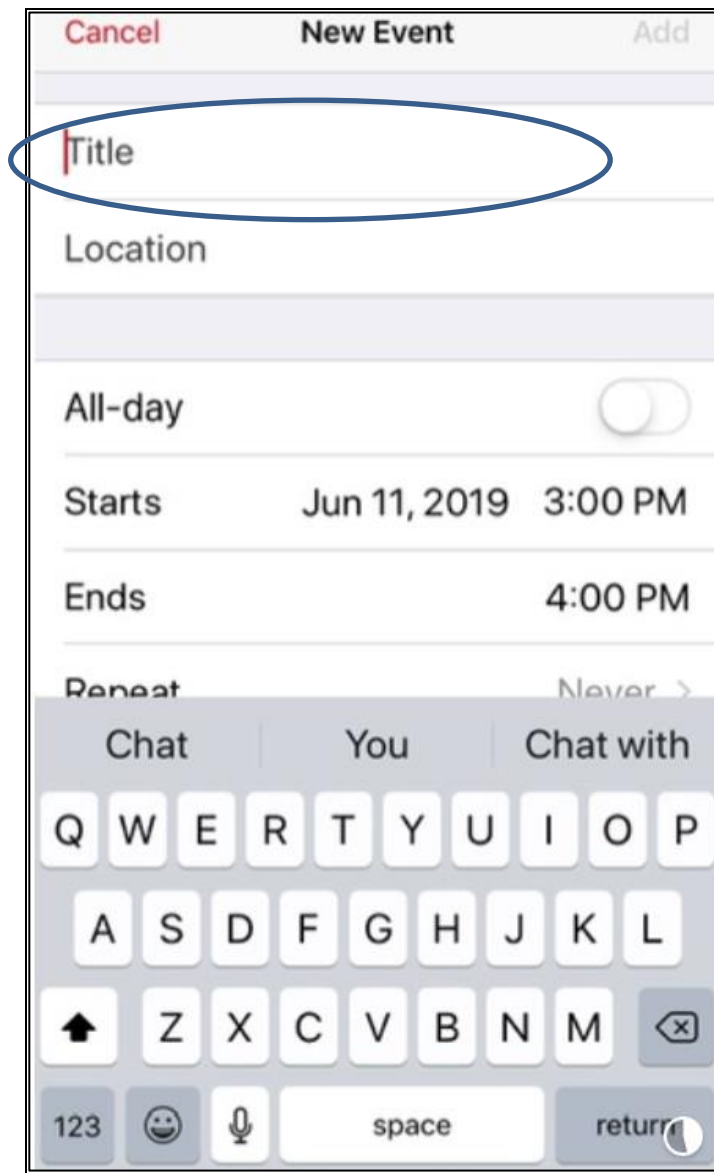 Cancel New Event Add
Title
Location
All-day
Starts Jun 11, 2019 3:00 PM
Ends 4:00 PM
Repeat Never >
Chat You Chat with
Q W E R T Y U I O P
A S D F G H J K L
Z X C V B N M
123 space return